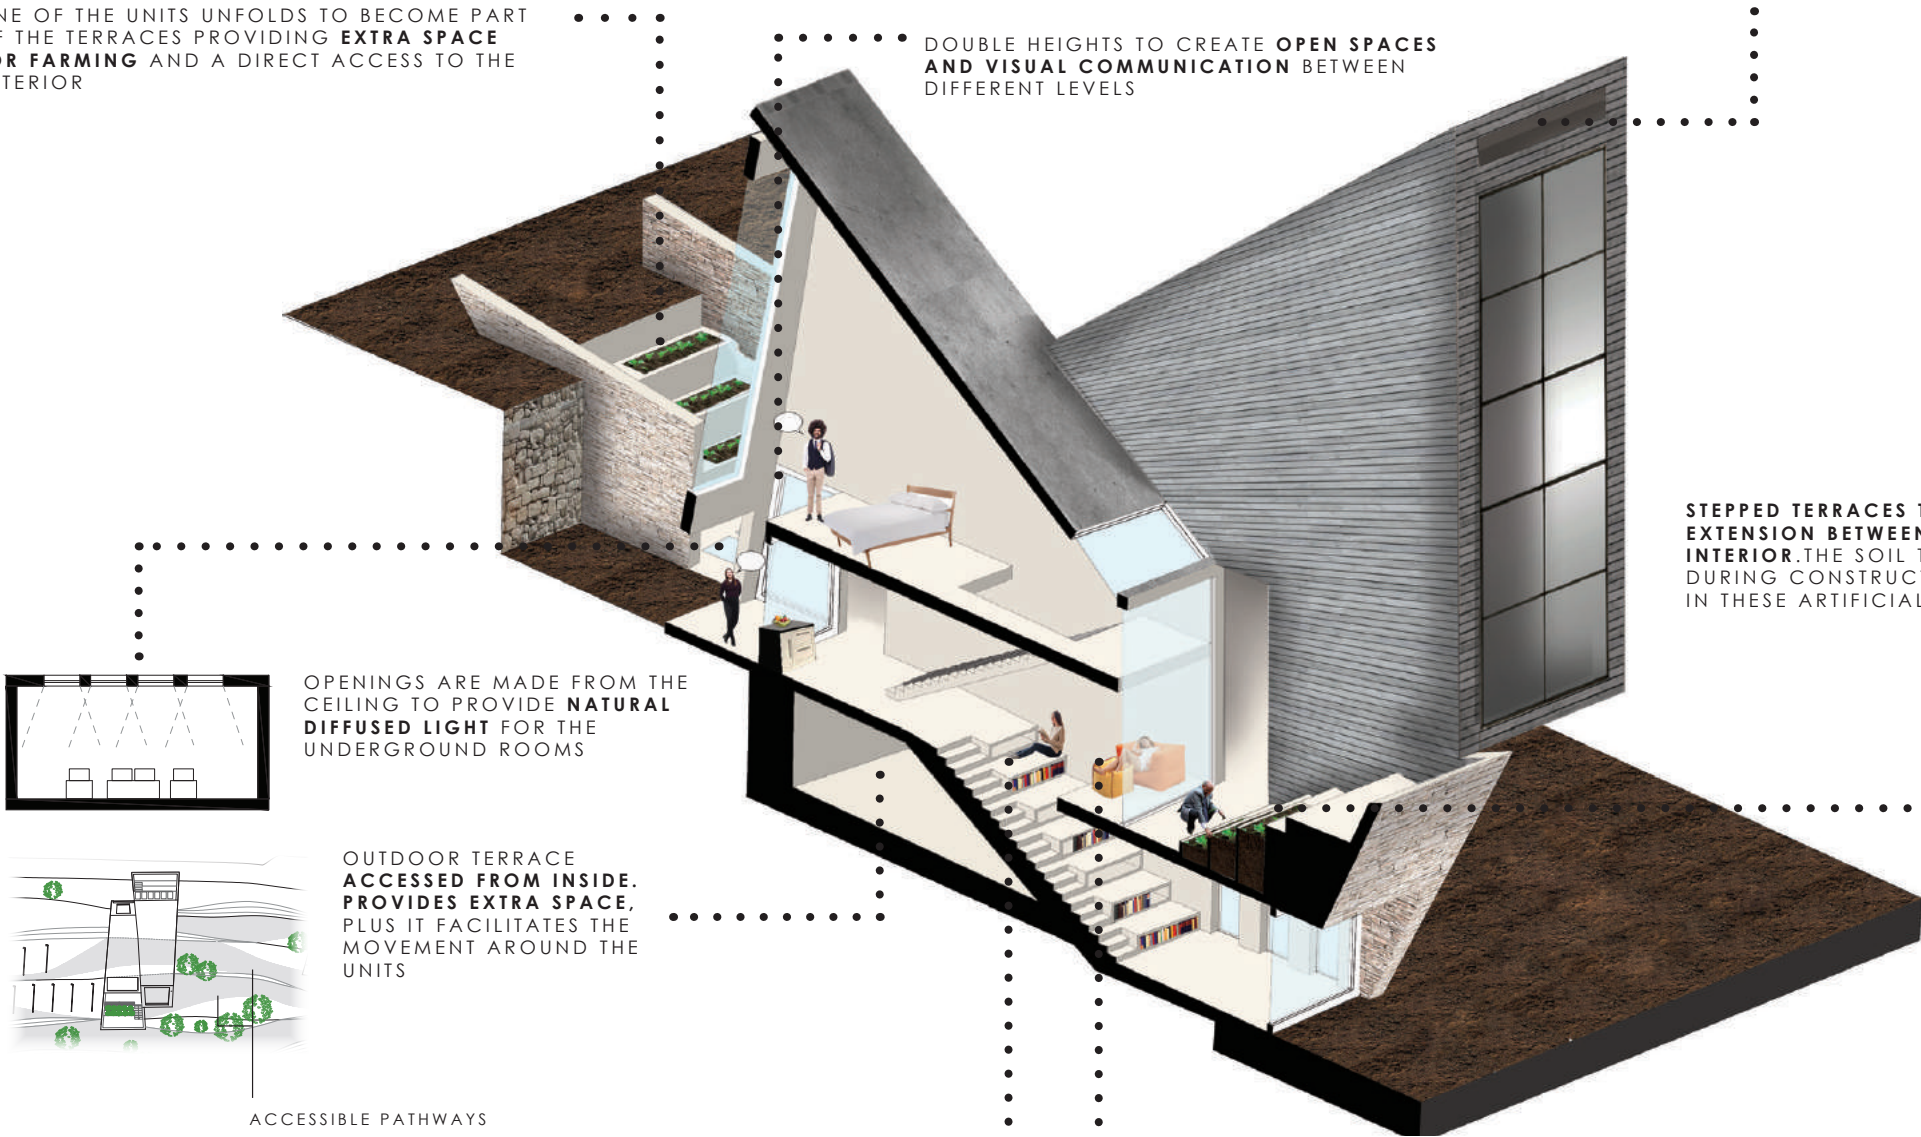 NE OF THE UNITS UNFOLDS TO BECOME PART
F THE TERRACES PROVIDING EXTRA SPACE
OR FARMING AND A DIRECT ACCESS TO THE
TERIOR
DOUBLE HEIGHTS TO CREATE OPEN SPACES
AND VISUAL COMMUNICATION BETWEEN
DIFFERENT LEVELS
STEPPED TERRACES T
EXTENSION BETWEEN
INTERIOR.THE SOIL T
DURING CONSTRUCT
IN THESE ARTIFICIAL
OPENINGS ARE MADE FROM THE
CEILING TO PROVIDE NATURAL
DIFFUSED LIGHT FOR THE
UNDERGROUND ROOMS
OUTDOOR TERRACE
ACCESSED FROM INSIDE.
PROVIDES EXTRA SPACE,
PLUS IT FACILITATES THE
MOVEMENT AROUND THE
UNITS
ACCESSIBLE PATHWAYS